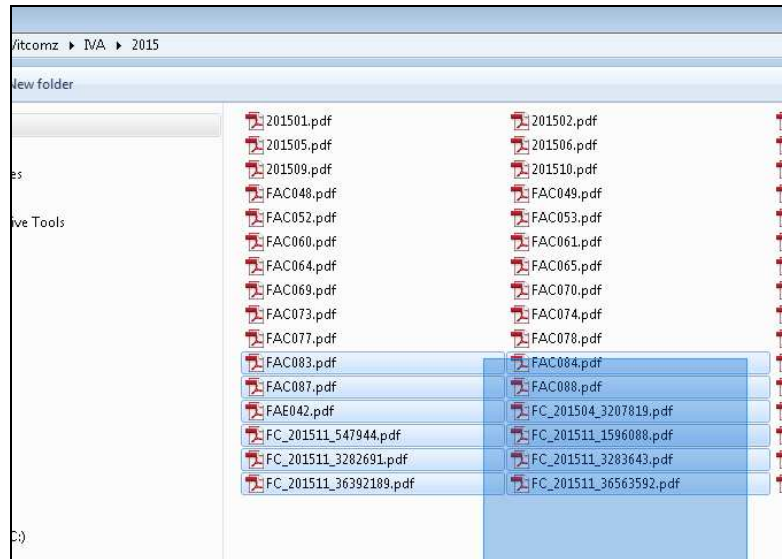 Vitcomz ▸ IVA ▸ 2015
New folder
201501.pdf 201502.pdf
201505.pdf 201506.pdf
es 201509.pdf 201510.pdf
FAC048.pdf FAC049.pdf
ive Tools FAC052.pdf FAC053.pdf
FAC060.pdf FAC061.pdf
FAC064.pdf FAC065.pdf
FAC069.pdf FAC070.pdf
FAC073.pdf FAC074.pdf
FAC077.pdf FAC078.pdf
FAC083.pdf FAC084.pdf
FAC087.pdf FAC088.pdf
FAE042.pdf FC_201504_3207819.pdf
FC_201511_547944.pdf FC_201511_1596088.pdf
FC_201511_3282691.pdf FC_201511_3283643.pdf
FC_201511_36392189.pdf FC_201511_36563592.pdf
C:)